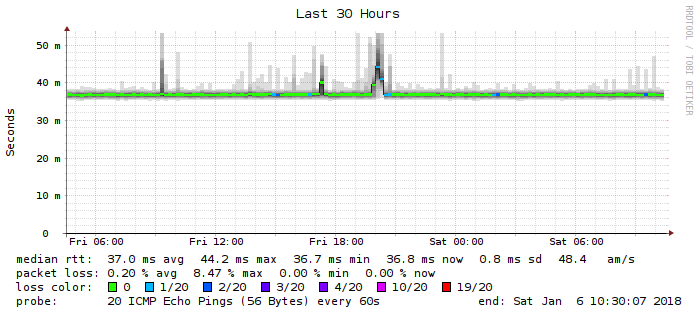 Last 30 Hours
RRDTOOL / TOBI OETIKER
Seconds
50 m
40 m
30 m
20 m
10 m
0
Fri 06:00 Fri 12:00 Fri 18:00 Sat 00:00 Sat 06:00
median rtt: 37.0 ms avg 44.2 ms max 36.7 ms min 36.8 ms now 0.8 ms sd 48.4 am/s
packet loss: 0.20 % avg 8.47 % max 0.00 % min 0.00 % now
loss color: 0 1/20 2/20 3/20 4/20 10/20 19/20
probe: 20 ICMP Echo Pings (56 Bytes) every 60s end: Sat Jan 6 10:30:07 2018